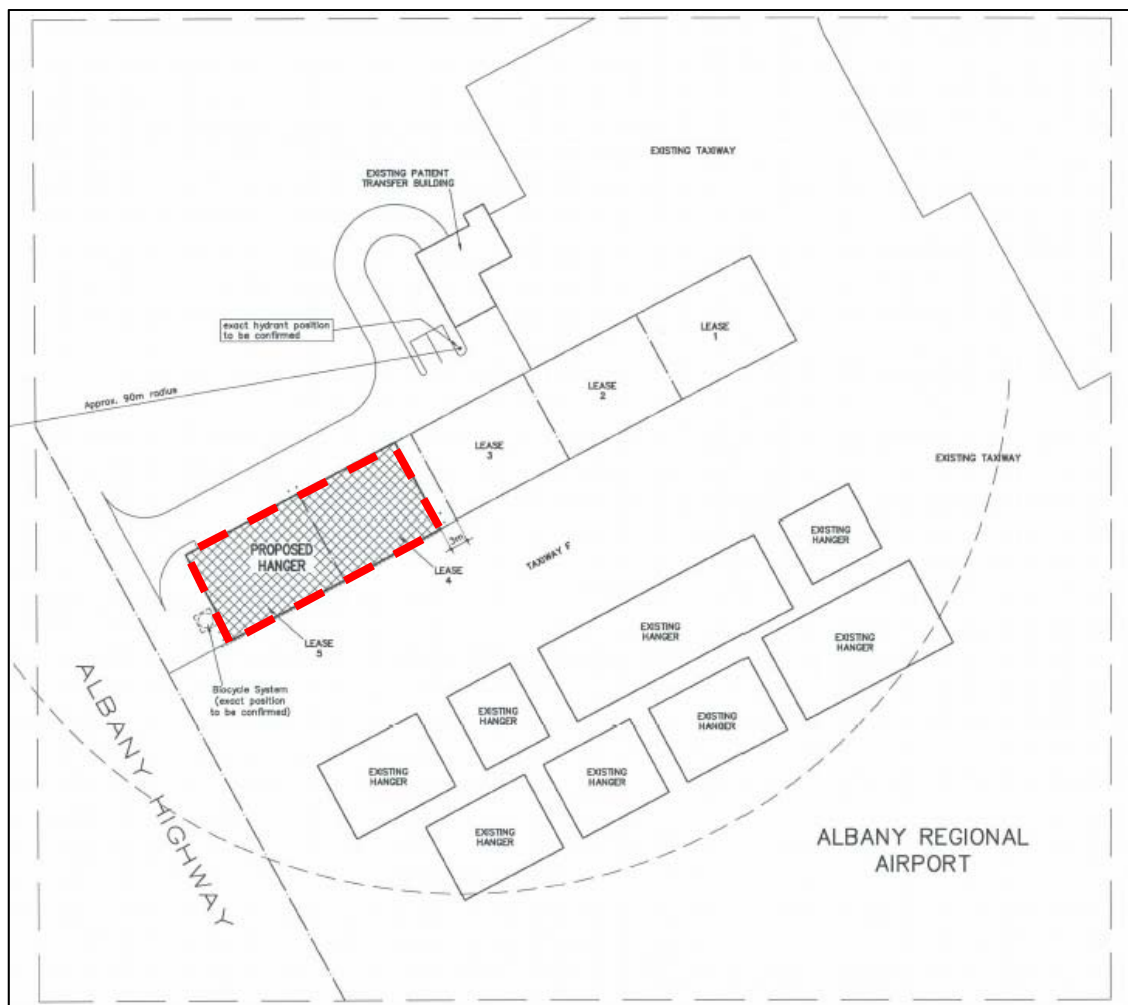 EXISTING TAXIWAY
EXISTING PATIENT
TRANSFER BUILDING
exact hydrant position
to be confirmed
LEASE
1
LEASE
2
Approx. 90m radius
LEASE
3
EXISTING TAXIWAY
PROPOSED
HANGER
3m
TAXIWAY F
LEASE
4
EXISTING
HANGER
EXISTING
HANGER
EXISTING
HANGER
LEASE
5
Biocycle System
(exact position
to be confirmed)
EXISTING
HANGER
EXISTING
HANGER
EXISTING
HANGER
EXISTING
HANGER
EXISTING
HANGER
ALBANY HIGHWAY
ALBANY REGIONAL
AIRPORT